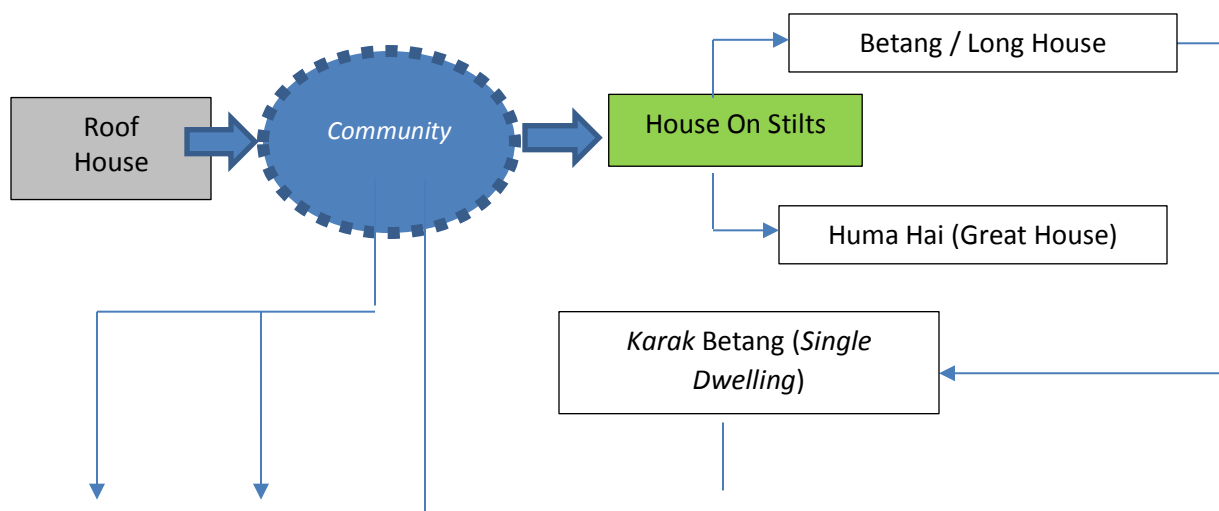 Roof
House
Community
House On Stilts
Betang / Long House
Huma Hai (Great House)
Karak Betang (Single
Dwelling)